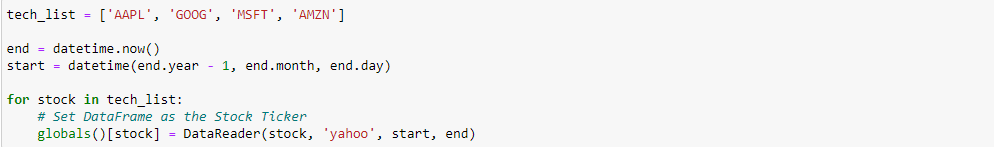 tech_list = ['AAPL', 'GOOG', 'MSFT', 'AMZN']
end = datetime.now()
start = datetime(end.year - 1, end.month, end.day)
for stock in tech_list:
# Set DataFrame as the Stock Ticker
globals()[stock] = DataReader(stock, 'yahoo', start, end)